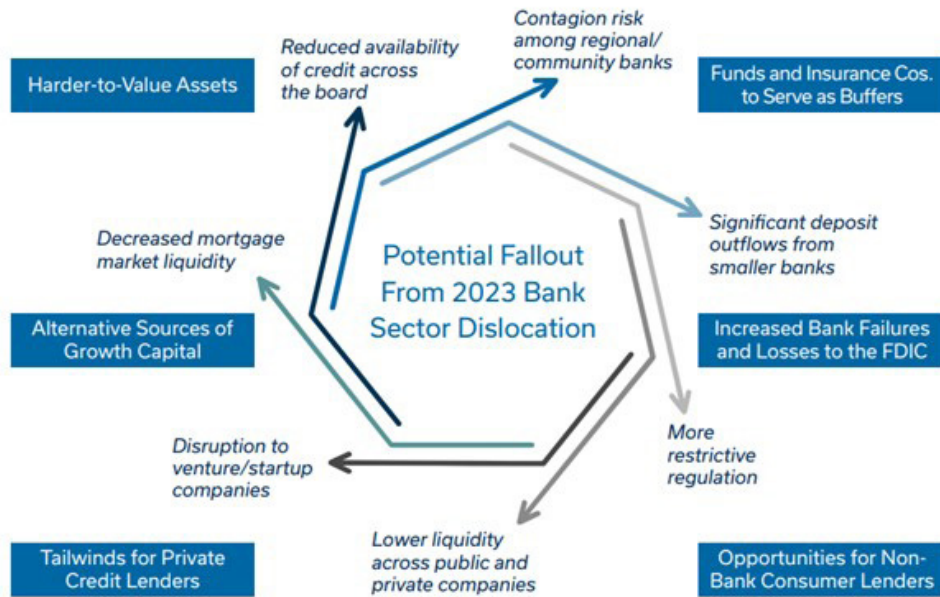 Reduced availability
of credit across
the board
Contagion risk
among regional/
community banks
Harder-to-Value Assets
Funds and Insurance Cos.
to Serve as Buffers
Decreased mortgage
market liquidity
Potential Fallout
From 2023 Bank
Sector Dislocation
Significant deposit
outflows from
smaller banks
Alternative Sources of
Growth Capital
Increased Bank Failures
and Losses to the FDIC
Disruption to
venture/startup
companies
More
restrictive
regulation
Lower liquidity
across public and
private companies
Tailwinds for Private
Credit Lenders
Opportunities for Non-
Bank Consumer Lenders